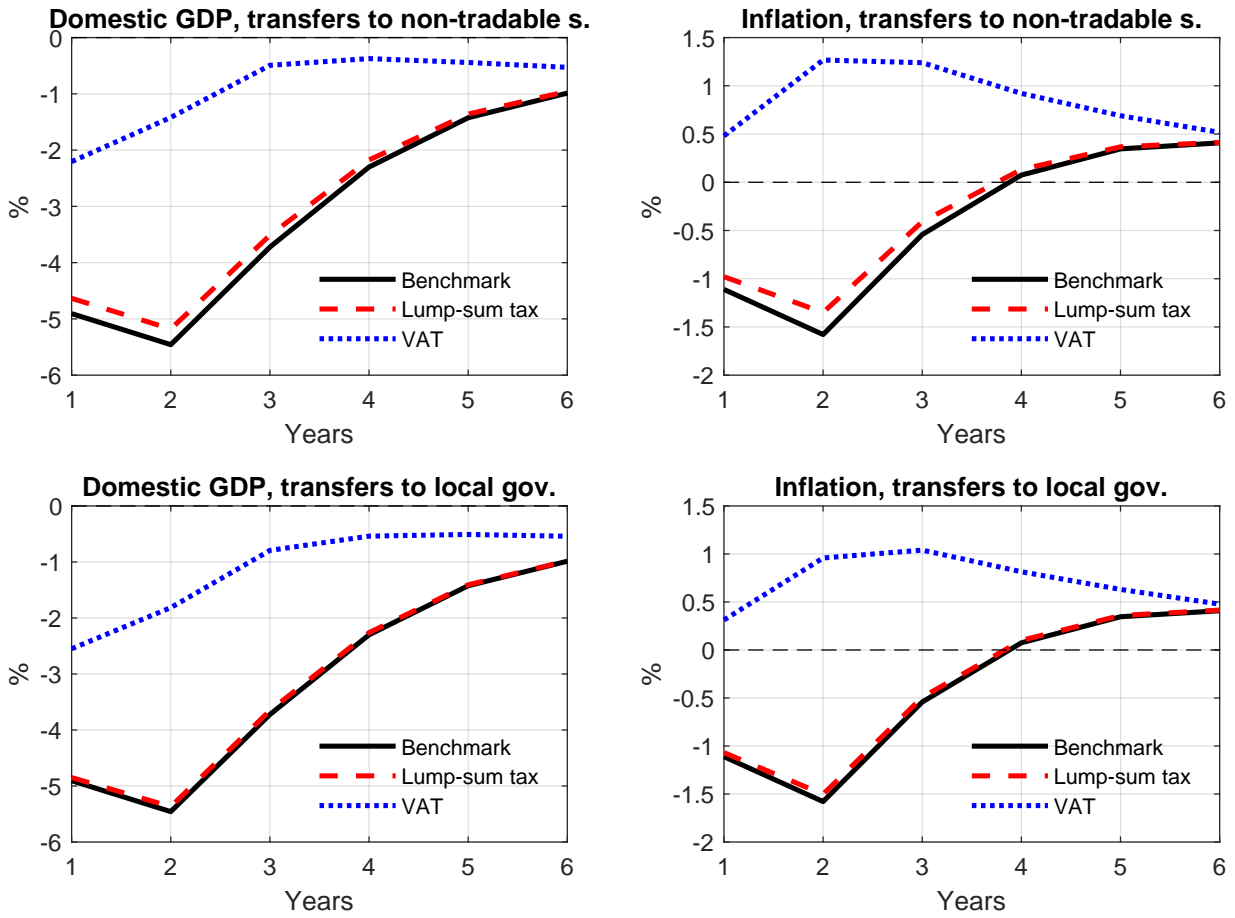 Domestic GDP, transfers to non-tradable s.
0
-1
-2
-3
-4
-5
-6
%
Benchmark
Lump-sum tax
VAT
1 2 3 4 5 6
Years
Inflation, transfers to non-tradable s.
1.5
1
0.5
0
-0.5
-1
-1.5
-2
%
Benchmark
Lump-sum tax
VAT
1 2 3 4 5 6
Years
Domestic GDP, transfers to local gov.
0
-1
-2
-3
-4
-5
-6
%
Benchmark
Lump-sum tax
VAT
1 2 3 4 5 6
Years
Inflation, transfers to local gov.
1.5
1
0.5
0
-0.5
-1
-1.5
-2
%
Benchmark
Lump-sum tax
VAT
1 2 3 4 5 6
Years